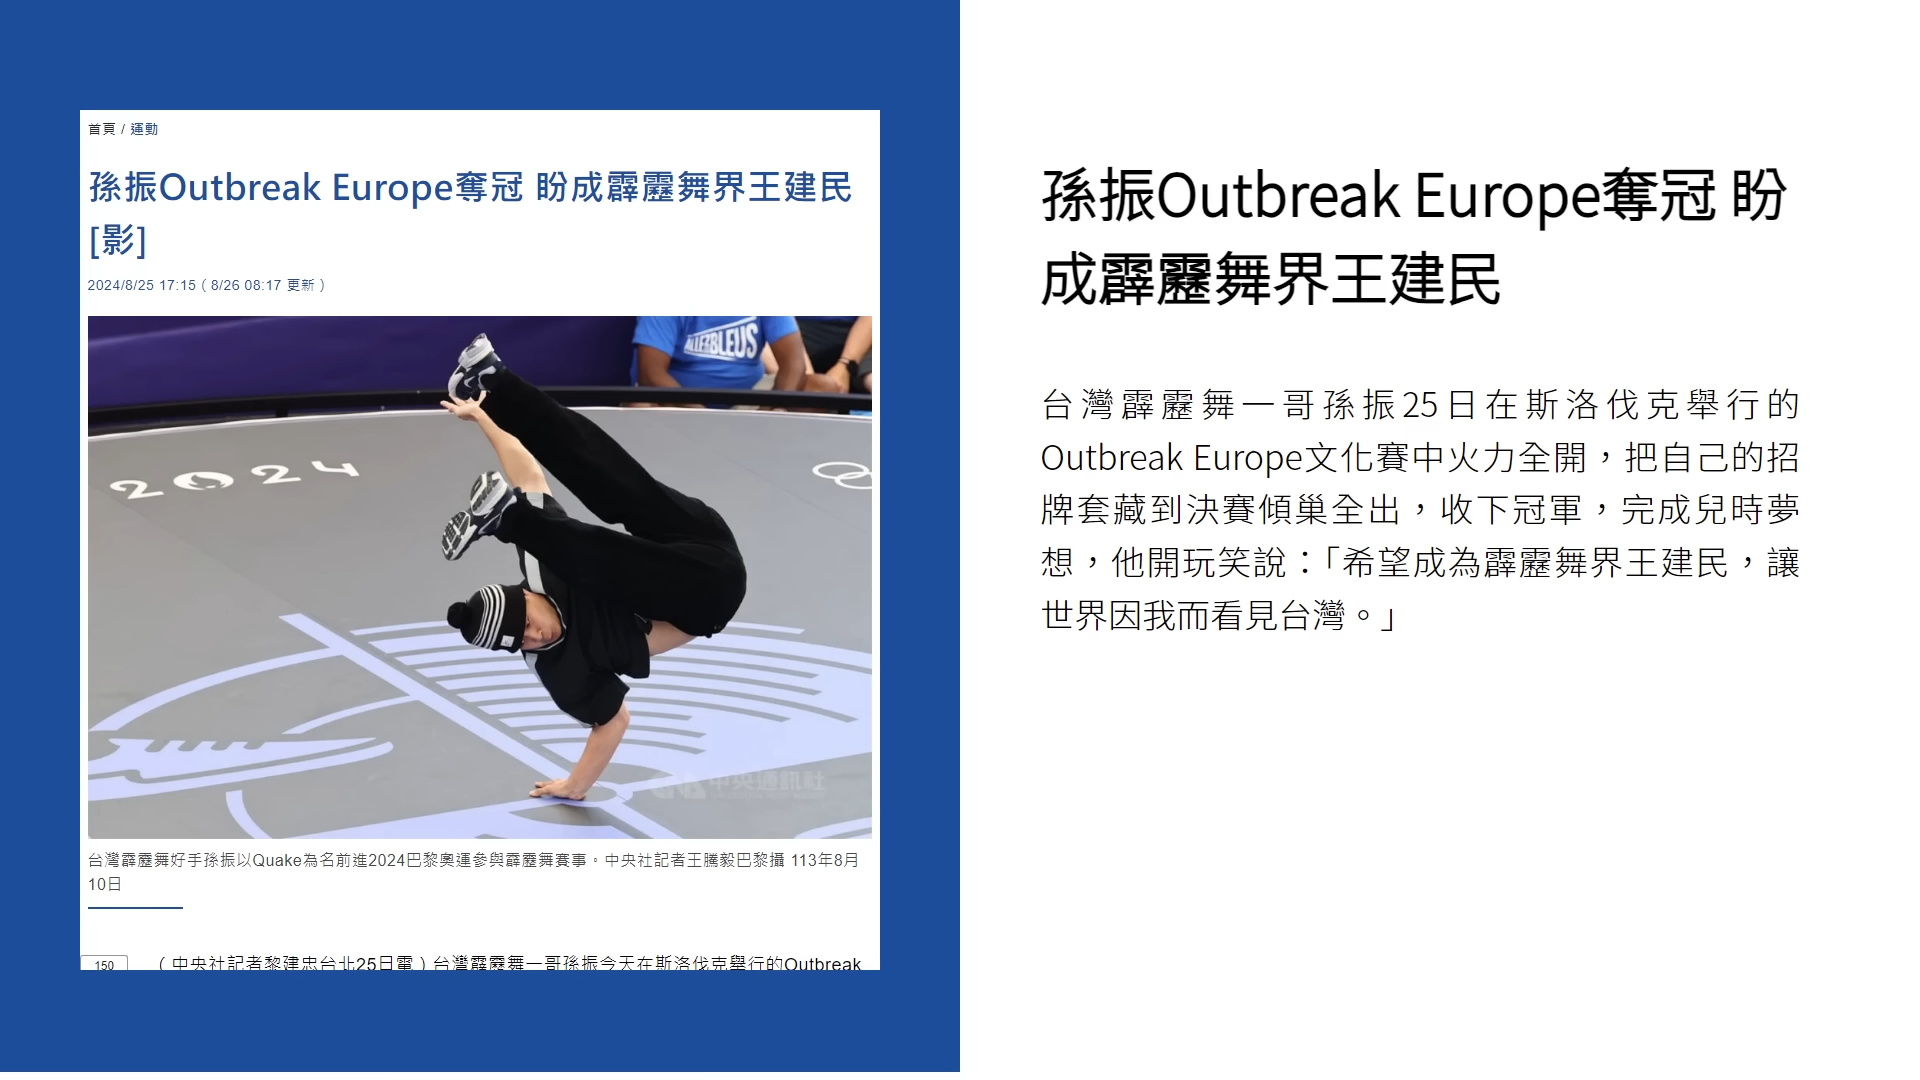 首頁 / 運動
孫振Outbreak Europe奪冠 盼成霹靂舞界王建民
[影]
2024/8/25 17:15（8/26 08:17 更新）
ALLEZ LES BLEUS
2024
CNA 中央通訊社
台灣霹靂舞好手孫振以Quake為名前進2024巴黎奧運參與霹靂舞賽事。中央社記者王騰毅巴黎攝 113年8月
10日
150
（中央社記者黎建忠台北25日電）台灣霹靂舞一哥孫振今天在斯洛伐克舉行的Outbreak
孫振Outbreak Europe奪冠 盼
成霹靂舞界王建民
台灣霹靂舞一哥孫振25日在斯洛伐克舉行的
Outbreak Europe文化賽中火力全開，把自己的招
牌套藏到決賽傾巢全出，收下冠軍，完成兒時夢
想，他開玩笑說：「希望成為霹靂舞界王建民，讓
世界因我而看見台灣。」